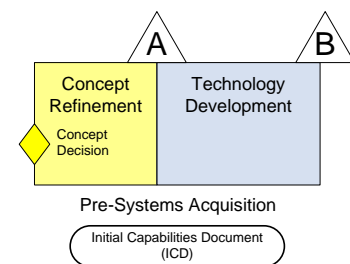 A
B
Concept
Refinement
Technology
Development
Concept
Decision
Pre-Systems Acquisition
Initial Capabilities Document
(ICD)